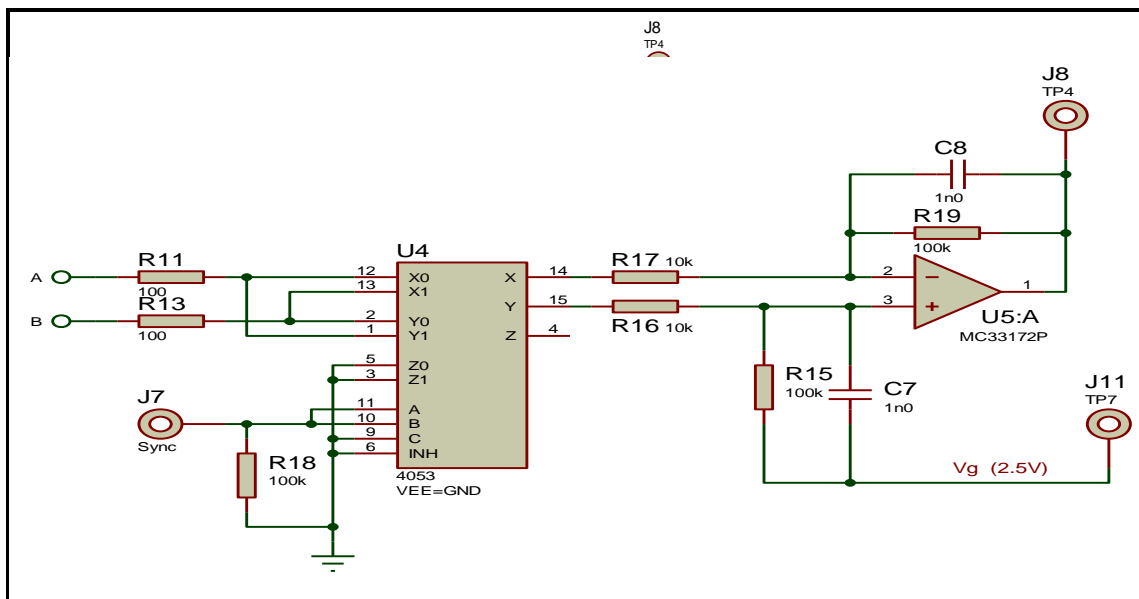 J8
TP4
J8
TP4
C8
1n0
R19
100k
U4
R11
100
A
R13
100
B
12 X0
13 X1
2 Y0
1 Y1
5 Z0
3 Z1
11 A
10 B
9 C
6 INH
X 14
Y 15
Z 4
4053
VEE=GND
R17 10k
R16 10k
2
3
1
U5:A
MC33172P
R15
100k
C7
1n0
J11
TP7
Vg (2.5V)
J7
Sync
R18
100k